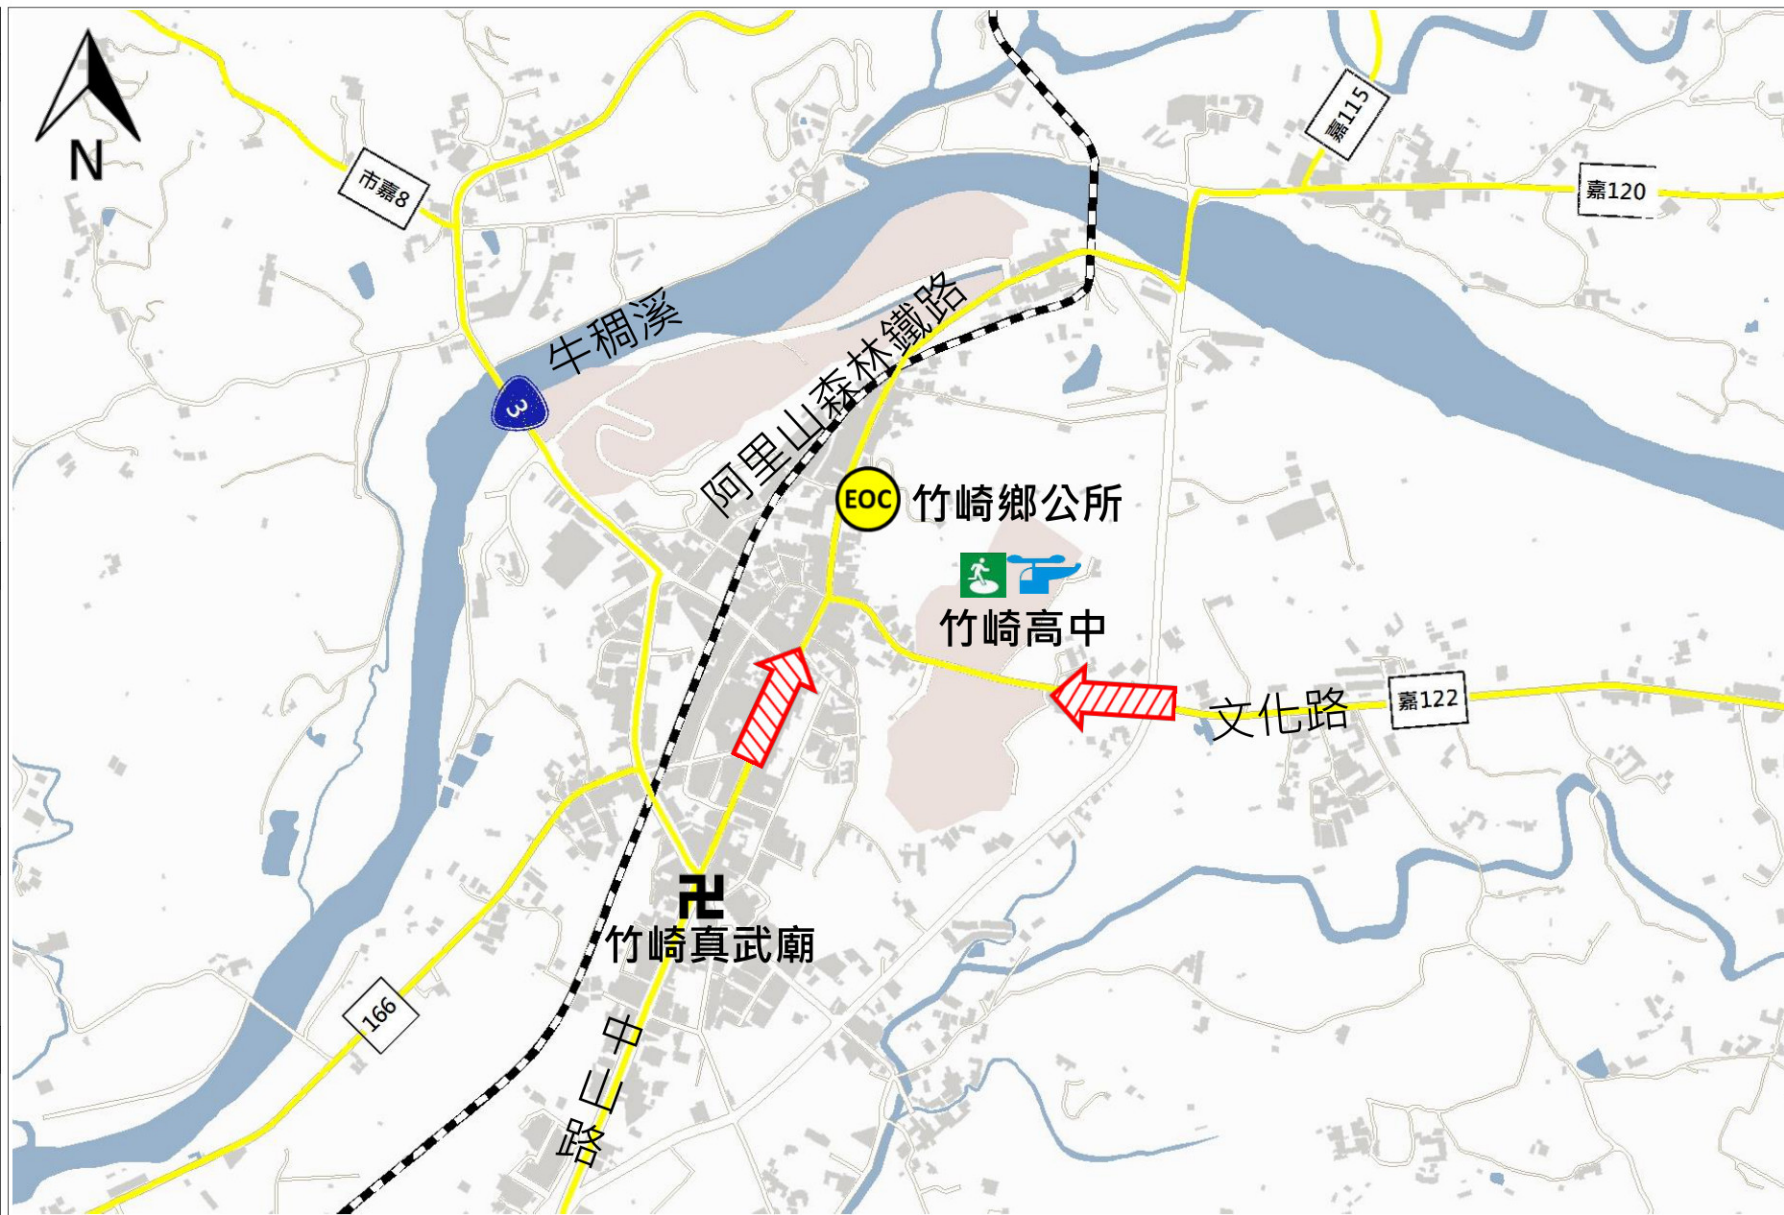 N
市嘉8
嘉115
嘉120
牛稠溪
3
阿里山森林鐵路
EOC
竹崎鄉公所
竹崎高中
文化路
嘉122
卍
竹崎真武廟
166
中山路